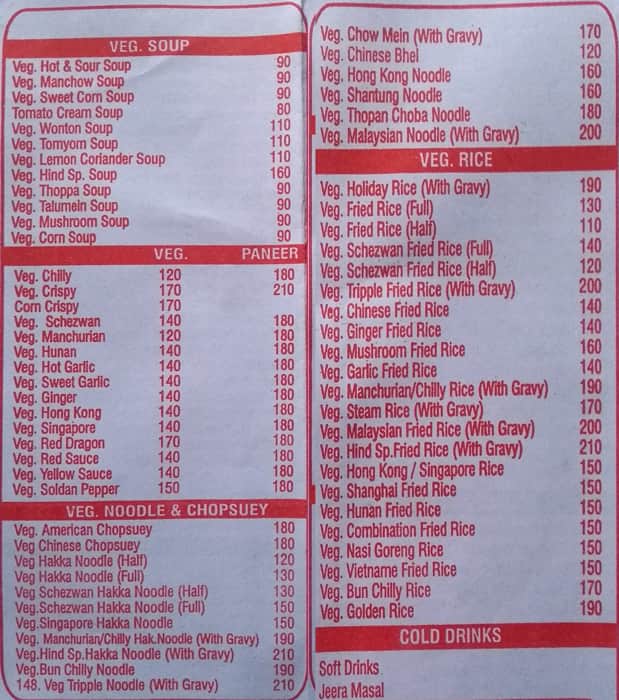 VEG. SOUP
Veg. Hot & Sour Soup 90
Veg. Manchow Soup 90
Veg. Sweet Corn Soup 90
Tomato Cream Soup 80
Veg. Wonton Soup 110
Veg. Tomyom Soup 110
Veg. Lemon Coriander Soup 110
Veg. Hind Sp. Soup 160
Veg. Thoppa Soup 90
Veg. Talumein Soup 90
Veg. Mushroom Soup 90
Veg. Corn Soup 90
VEG. PANEER
Veg. Chilly 120 180
Veg. Crispy 170 210
Corn Crispy 170
Veg. Schezwan 140 180
Veg. Manchurian 120 180
Veg. Hunan 140 180
Veg. Hot Garlic 140 180
Veg. Sweet Garlic 140 180
Veg. Ginger 140 180
Veg. Hong Kong 140 180
Veg. Singapore 140 180
Veg. Red Dragon 170 180
Veg. Red Sauce 140 180
Veg. Yellow Sauce 140 180
Veg. Soldan Pepper 150 180
VEG. NOODLE & CHOPSUEY
Veg. American Chopsuey 180
Veg Chinese Chopsuey 180
Veg Hakka Noodle (Half) 120
Veg Hakka Noodle (Full) 130
Veg Schezwan Hakka Noodle (Half) 130
Veg.Schezwan Hakka Noodle (Full) 150
Veg.Singapore Hakka Noodle 150
Veg. Manchurian/Chilly Hak.Noodle (With Gravy) 190
Veg.Hind Sp.Hakka Noodle (With Gravy) 210
Veg.Bun Chilly Noodle 190
148. Veg Tripple Noodle (With Gravy) 210
Veg. Chow Mein (With Gravy) 170
Veg. Chinese Bhel 120
Veg. Hong Kong Noodle 160
Veg. Shantung Noodle 160
Veg. Thopan Choba Noodle 180
Veg. Malaysian Noodle (With Gravy) 200
VEG. RICE
Veg. Holiday Rice (With Gravy) 190
Veg. Fried Rice (Full) 130
Veg. Fried Rice (Half) 110
Veg. Schezwan Fried Rice (Full) 140
Veg. Schezwan Fried Rice (Half) 120
Veg. Tripple Fried Rice (With Gravy) 200
Veg. Chinese Fried Rice 140
Veg. Ginger Fried Rice 140
Veg. Mushroom Fried Rice 160
Veg. Garlic Fried Rice 140
Veg. Manchurian/Chilly Rice (With Gravy) 190
Veg. Steam Rice (With Gravy) 170
Veg. Malaysian Fried Rice (With Gravy) 200
Veg. Hind Sp.Fried Rice (With Gravy) 210
Veg. Hong Kong / Singapore Rice 150
Veg. Shanghai Fried Rice 150
Veg. Hunan Fried Rice 150
Veg. Combination Fried Rice 150
Veg. Nasi Goreng Rice 150
Veg. Vietname Fried Rice 150
Veg. Bun Chilly Rice 170
Veg. Golden Rice 190
COLD DRINKS
Soft Drinks
Jeera Masal